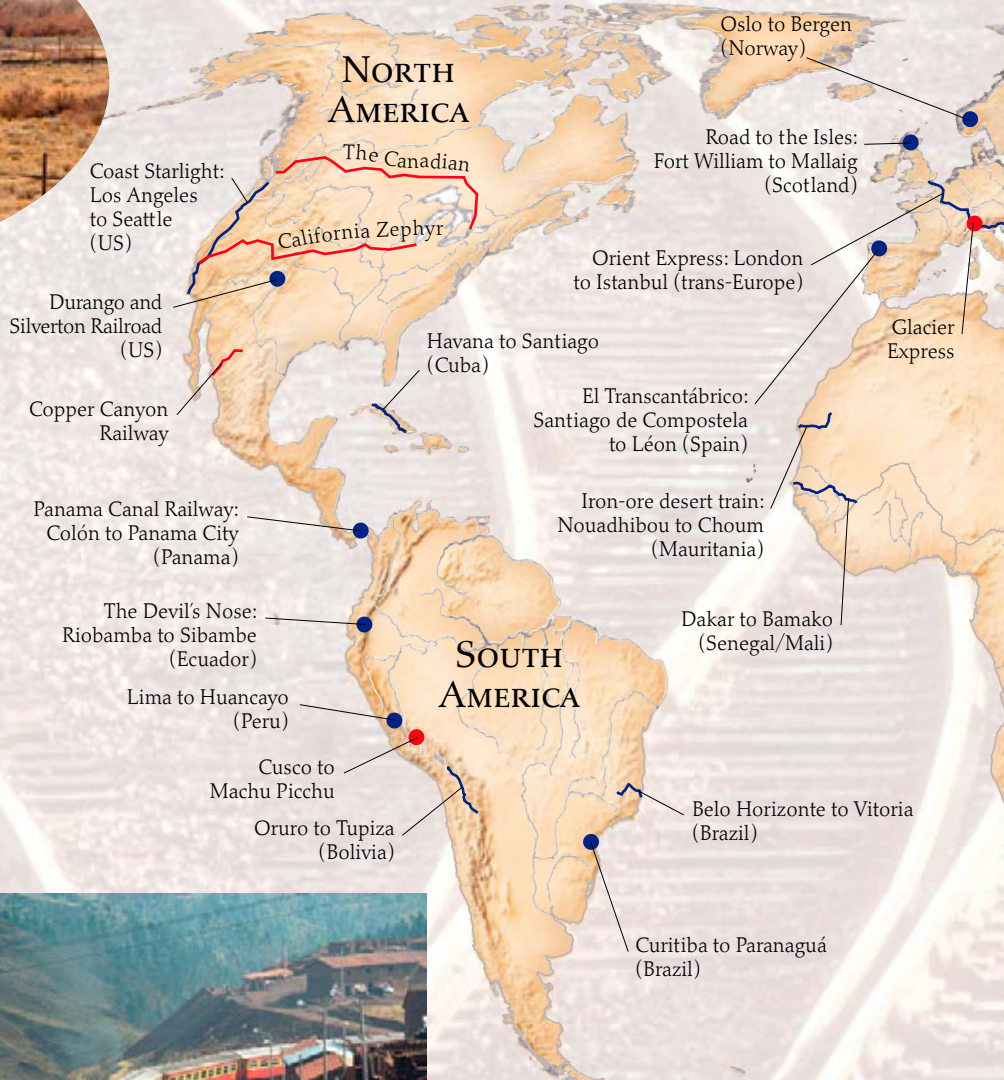 Oslo to Bergen
(Norway)
NORTH
AMERICA
Road to the Isles:
Fort William to Mallaig
(Scotland)
The Canadian
Coast Starlight:
Los Angeles
to Seattle
(US)
California Zephyr
Orient Express: London
to Istanbul (trans-Europe)
Durango and
Silverton Railroad
(US)
Glacier
Express
Havana to Santiago
(Cuba)
El Transcantábrico:
Santiago de Compostela
to Léon (Spain)
Copper Canyon
Railway
Iron-ore desert train:
Nouadhibou to Choum
(Mauritania)
Panama Canal Railway:
Colón to Panama City
(Panama)
The Devil's Nose:
Riobamba to Sibambe
(Ecuador)
Dakar to Bamako
(Senegal/Mali)
SOUTH
AMERICA
Lima to Huancayo
(Peru)
Cusco to
Machu Picchu
Oruro to Tupiza
(Bolivia)
Belo Horizonte to Vitoria
(Brazil)
Curitiba to Paranaguá
(Brazil)